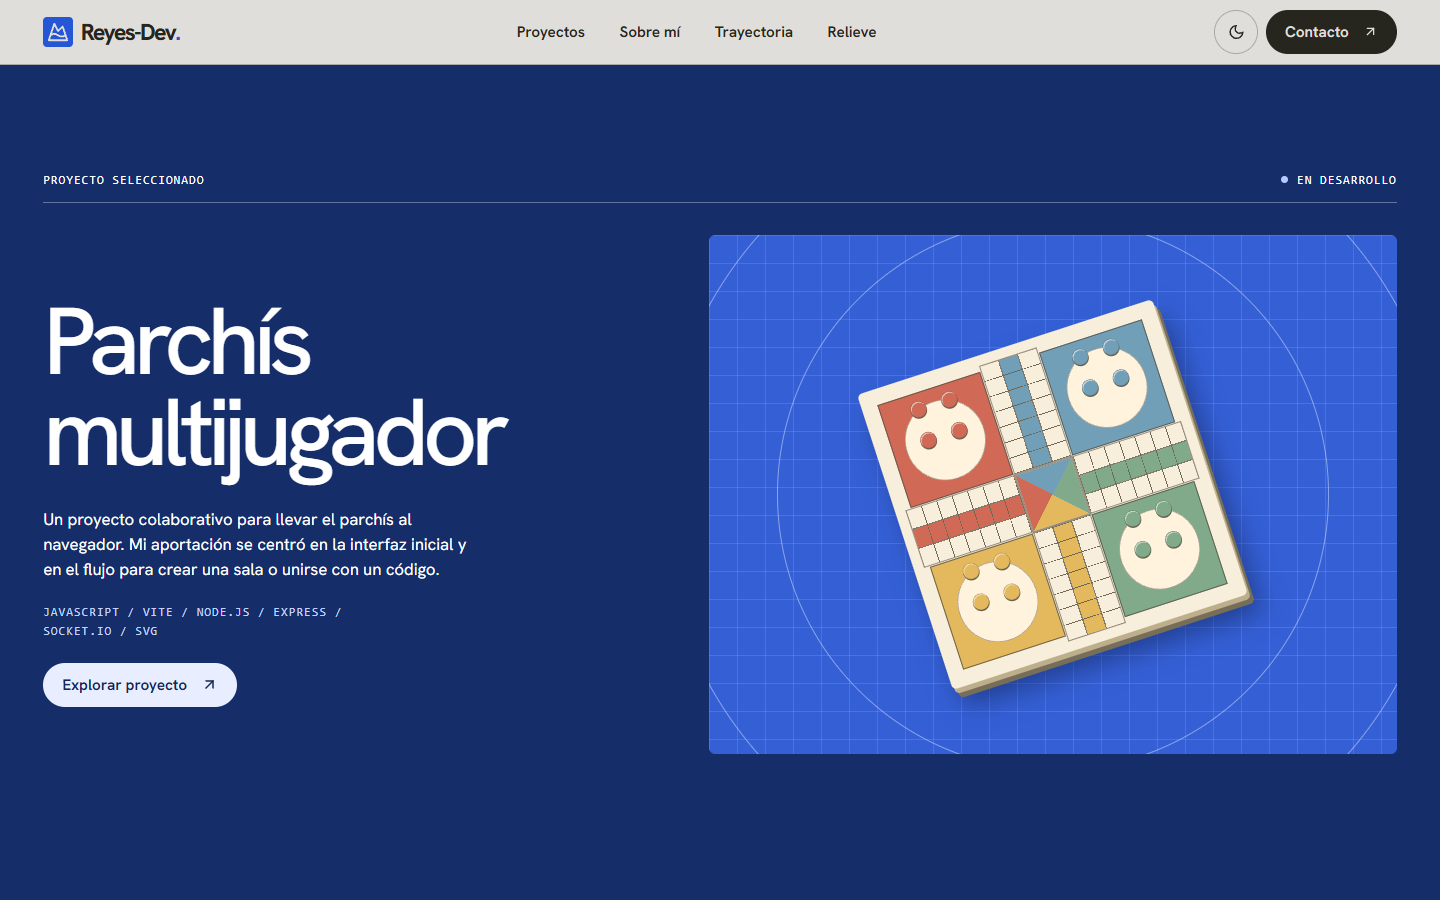 Reyes-Dev.
Proyectos
Sobre mí
Trayectoria
Relieve
Contacto
PROYECTO SELECCIONADO
EN DESARROLLO
Parchís
multijugador
Un proyecto colaborativo para llevar el parchís al
navegador. Mi aportación se centró en la interfaz inicial y
en el flujo para crear una sala o unirse con un código.
JAVASCRIPT / VITE / NODE.JS / EXPRESS /
SOCKET.IO / SVG
Explorar proyecto